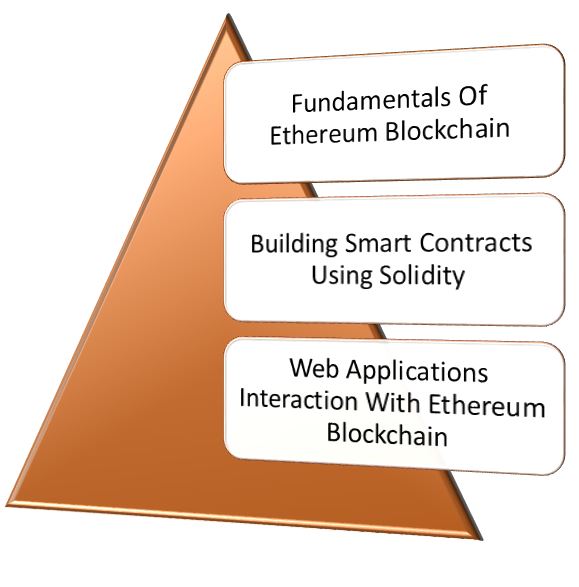 Fundamentals Of
Ethereum Blockchain
Building Smart Contracts
Using Solidity
Web Applications
Interaction With Ethereum
Blockchain